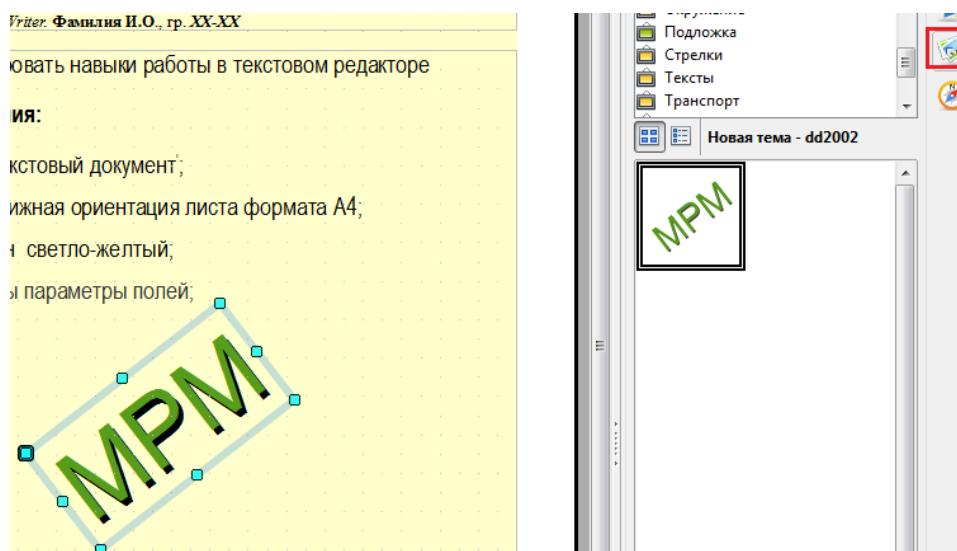 Writer. Фамилия И.О., гр. XX-XX
овать навыки работы в текстовом редакторе
ия:
кстовый документ;
ижная ориентация листа формата А4;
н светло-желтый;
ы параметры полей;
МРМ
Окружение
Подложка
Стрелки
Тексты
Транспорт
Новая тема - dd2002
МРМ